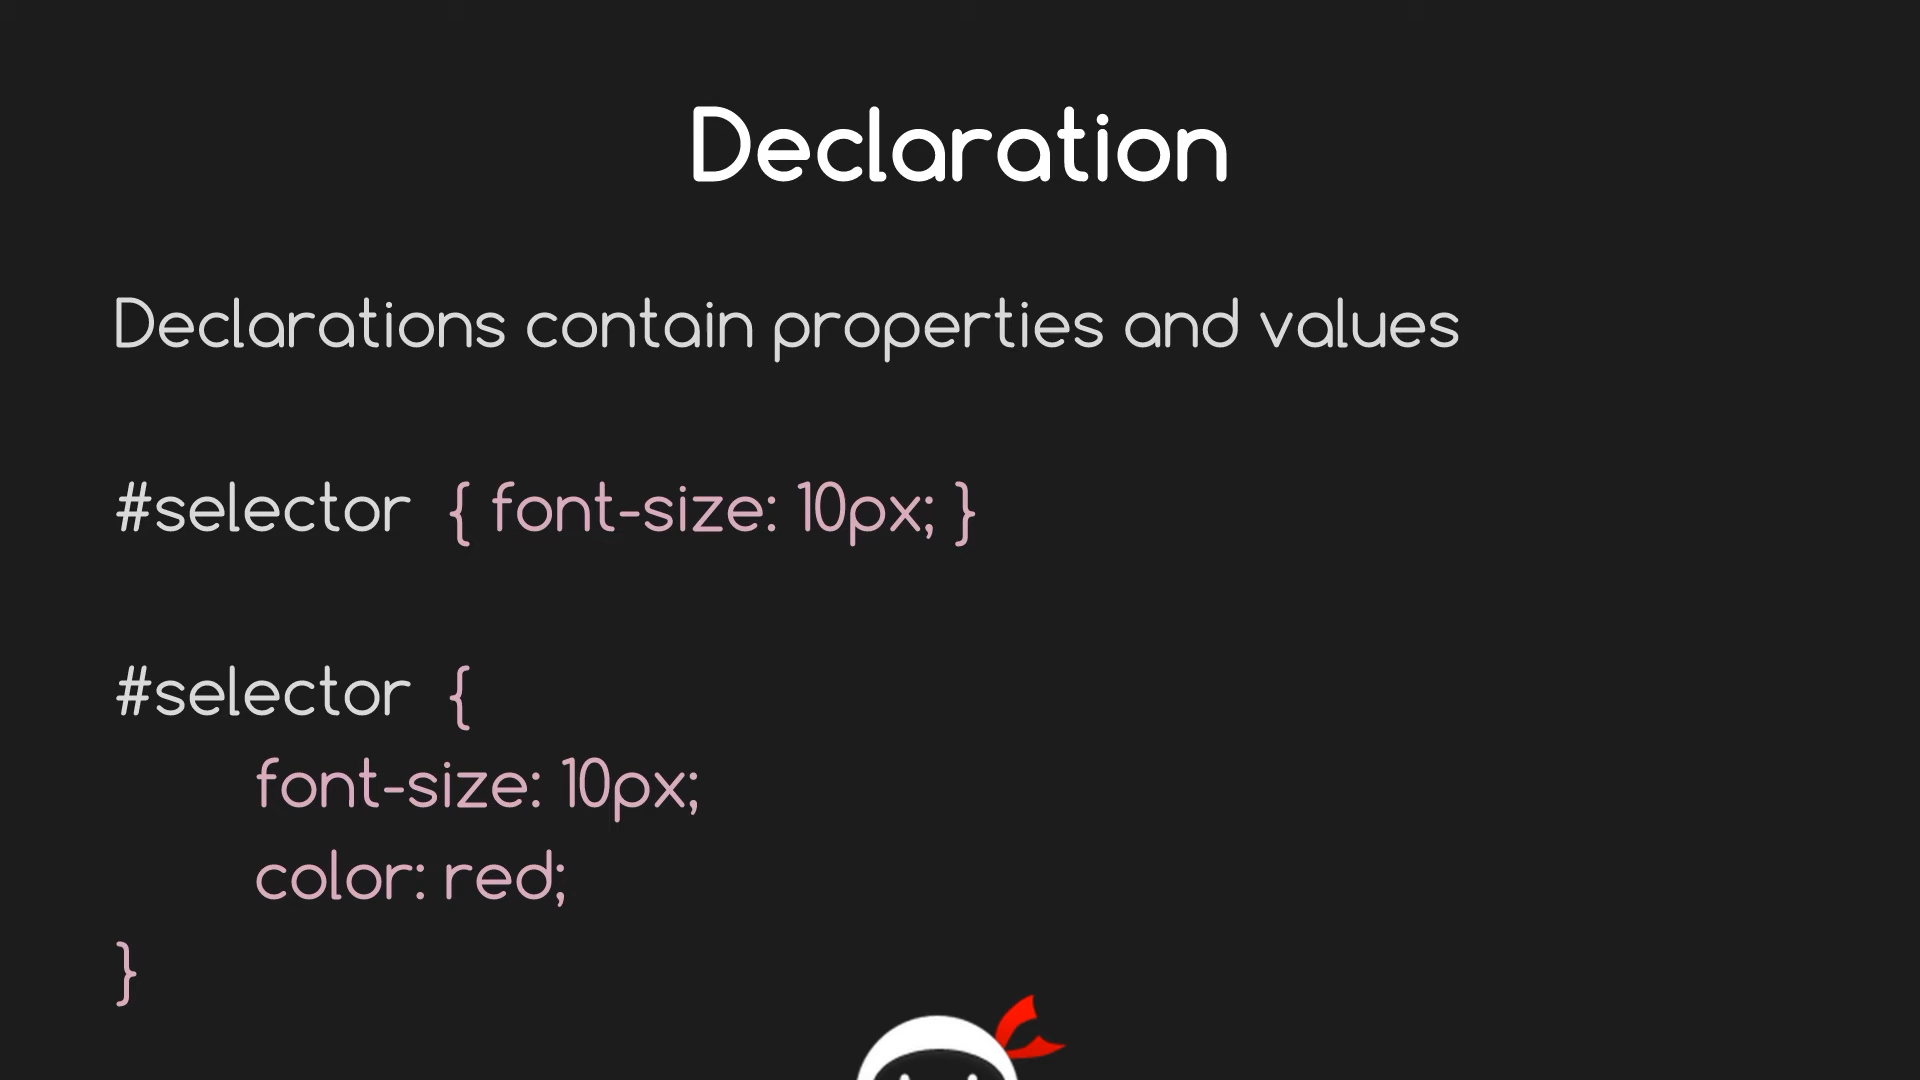 Declaration
Declarations contain properties and values
#selector { font-size: 10px; }
#selector {
font-size: 10px;
color: red;
}